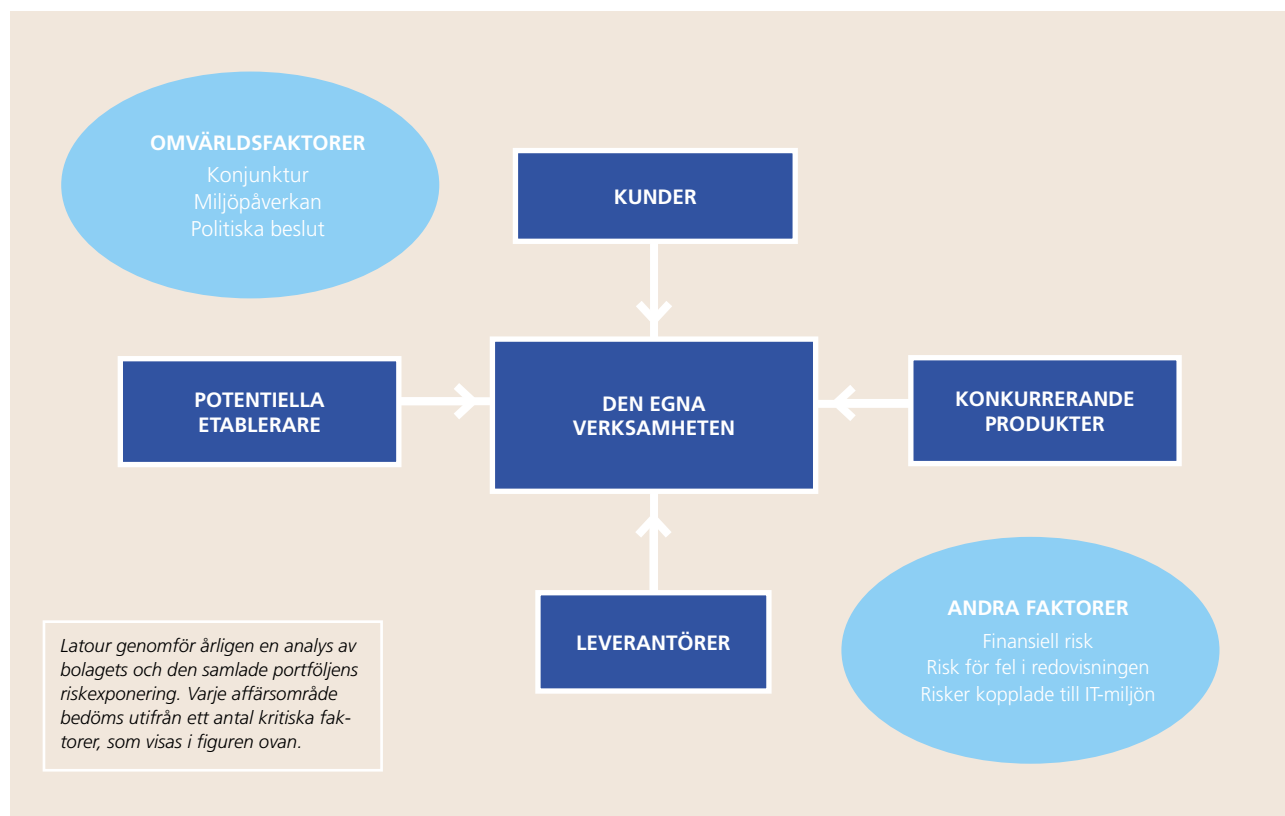 OMVÄRLDSFAKTORER
Konjunktur
Miljöpåverkan
Politiska beslut
KUNDER
POTENTIELLA
ETABLERARE
DEN EGNA
VERKSAMHETEN
KONKURRERANDE
PRODUKTER
LEVERANTÖRER
ANDRA FAKTORER
Finansiell risk
Risk för fel i redovisningen
Risker kopplade till IT-miljön
Latour genomför årligen en analys av
bolagets och den samlade portföljens
riskexponering. Varje affärsområde
bedöms utifrån ett antal kritiska fak-
torer, som visas i figuren ovan.